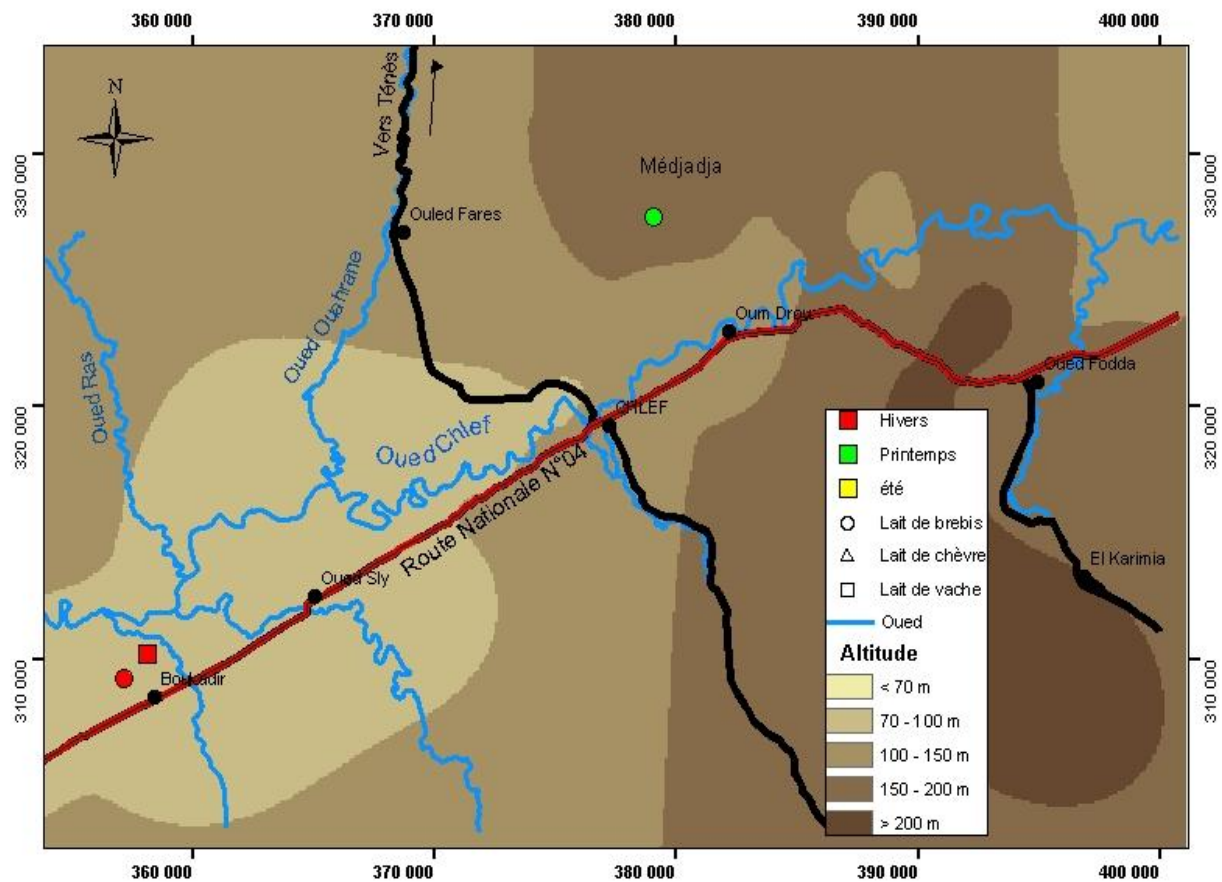 360 000
370 000
380 000
390 000
400 000
330 000
320 000
310 000
330 000
320 000
310 000
N
Vers Ténès
Médjadja
Ouled Fares
Oued Ouahrane
Oued Ras
Oum Drou
Oued Fodda
CHLEF
Oued Chlef
Route Nationale N°04
Oued Sly
El Karimia
Boukadir
Hivers
Printemps
été
Lait de brebis
Lait de chèvre
Lait de vache
Oued
Altitude
< 70 m
70 - 100 m
100 - 150 m
150 - 200 m
> 200 m
360 000
370 000
380 000
390 000
400 000